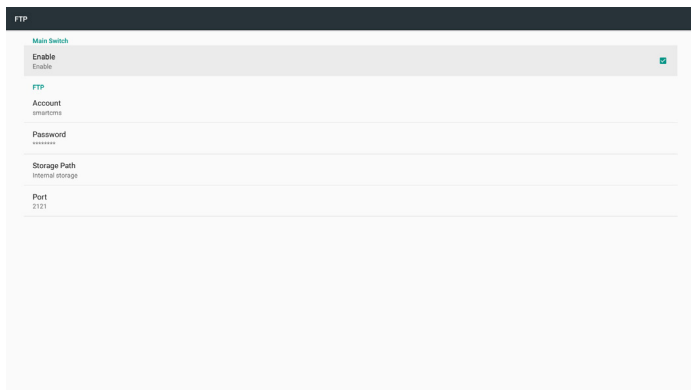 FTP
Main Switch
Enable
Enable
FTP
Account
smartcms
Password
********
Storage Path
Internal storage
Port
2121